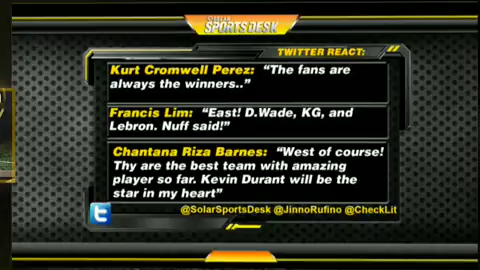 SOLAR
SPORTS DESK
TWITTER REACT:
Kurt Cromwell Perez: “The fans are
always the winners..”
Francis Lim: “East! D.Wade, KG, and
Lebron. Nuff said!”
Chantana Riza Barnes: “West of course!
Thy are the best team with amazing
player so far. Kevin Durant will be the
star in my heart”
@SolarSportsDesk @JinnoRufino @CheckLit